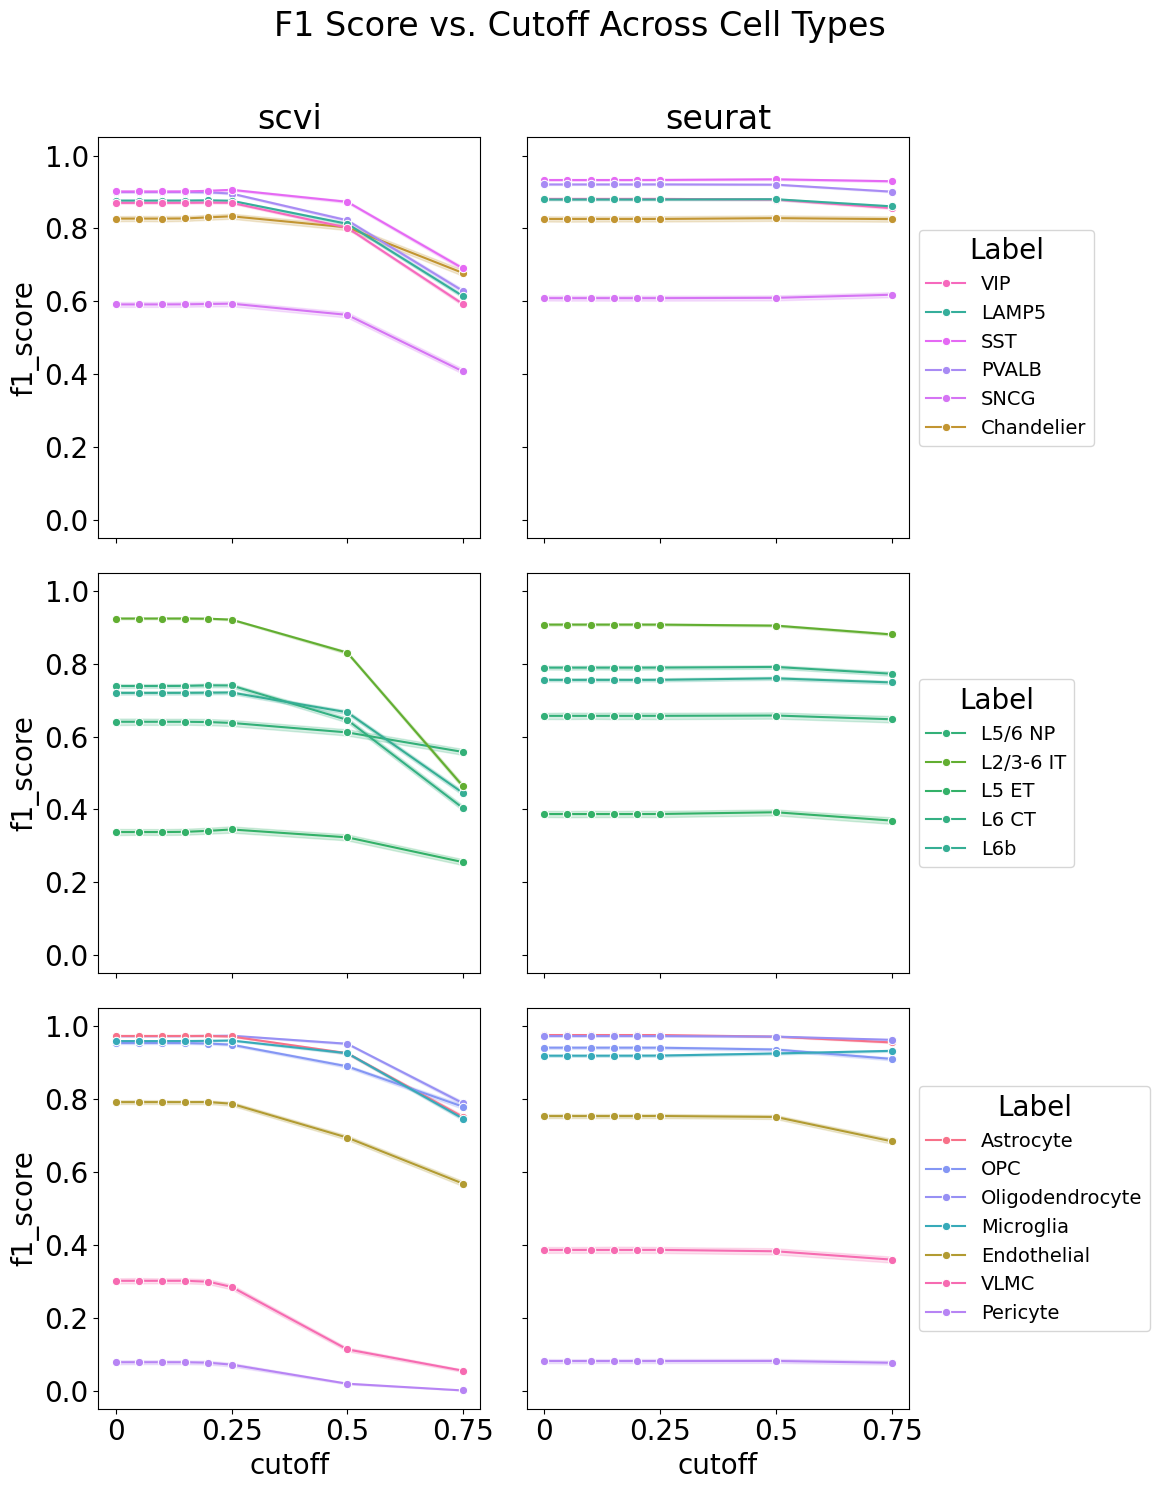 F1 Score vs. Cutoff Across Cell Types
scvi
seurat
1.0
0.8
0.6
0.4
0.2
0.0
f1_score
Label
VIP
LAMP5
SST
PVALB
SNCG
Chandelier
1.0
0.8
0.6
0.4
0.2
0.0
f1_score
Label
L5/6 NP
L2/3-6 IT
L5 ET
L6 CT
L6b
1.0
0.8
0.6
0.4
0.2
0.0
f1_score
Label
Astrocyte
OPC
Oligodendrocyte
Microglia
Endothelial
VLMC
Pericyte
0 0.25 0.5 0.75
cutoff
0 0.25 0.5 0.75
cutoff